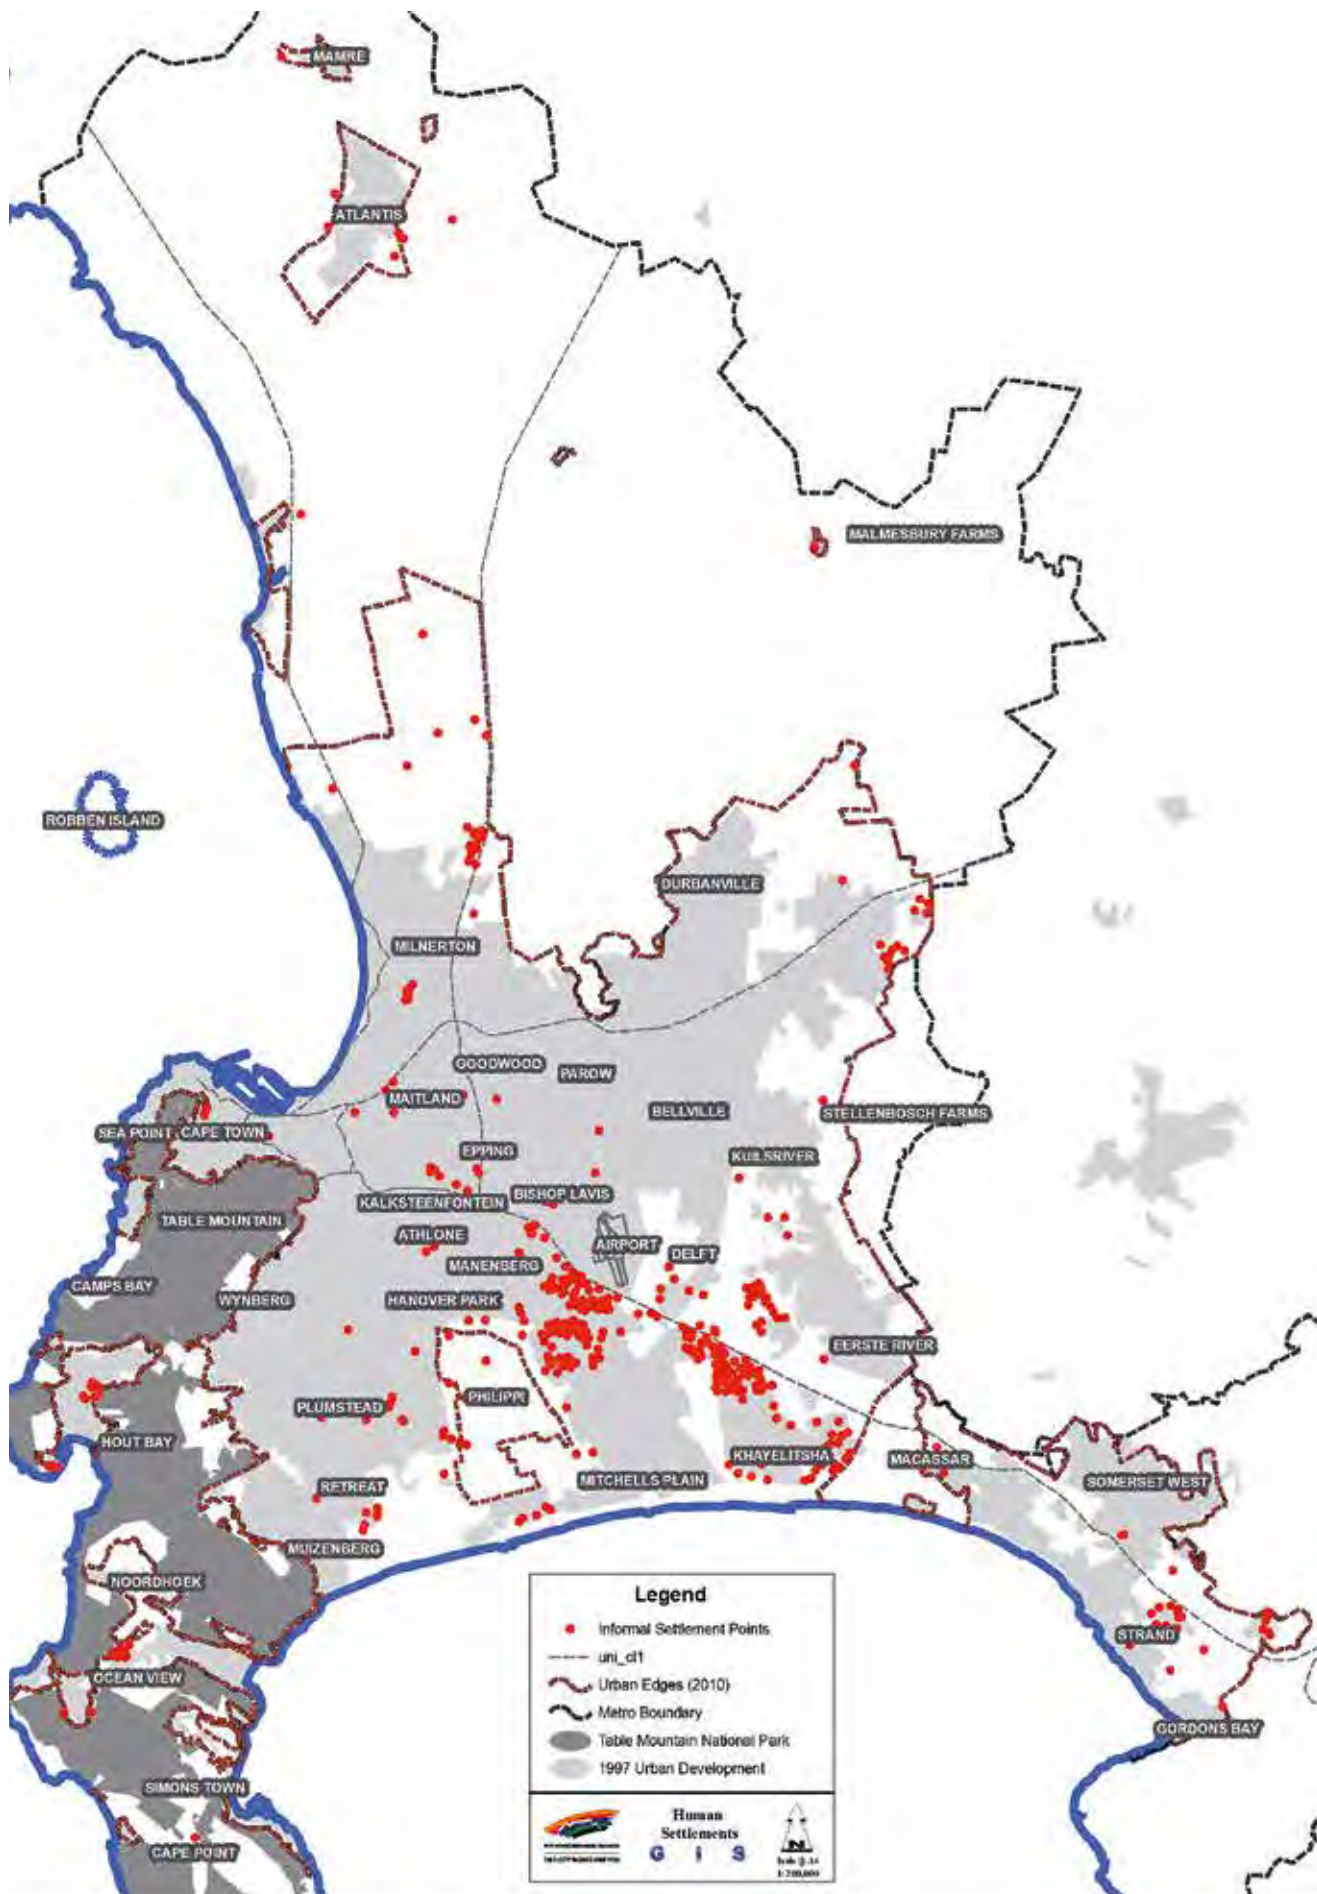 MAMRE
ATLANTIS
MALMESBURY FARMS
ROBBEN ISLAND
DURBANVILLE
MILNERTON
GOODWOOD
PAROW
MAITLAND
BELLVILLE
STELLENBOSCH FARMS
SEA POINT
CAPE TOWN
EPPING
KUILSRIVER
KALKSTEENFONTEIN
BISHOP LAVIS
TABLE MOUNTAIN
ATHLONE
AIRPORT
DELFT
MANENBERG
CAMPS BAY
WYNBERG
HANOVER PARK
EERSTE RIVER
PHILIPPI
PLUMSTEAD
HOUT BAY
KHAYELITSHA
MACASSAR
MITCHELLS PLAIN
SOMERSET WEST
RETREAT
MUIZENBERG
NOORDHOEK
STRAND
OCEAN VIEW
GORDONS BAY
SIMONS TOWN
CAPE POINT
Legend
Informal Settlement Points
uni_cl1
Urban Edges (2010)
Metro Boundary
Table Mountain National Park
1997 Urban Development
Human
Settlements
G I S
N